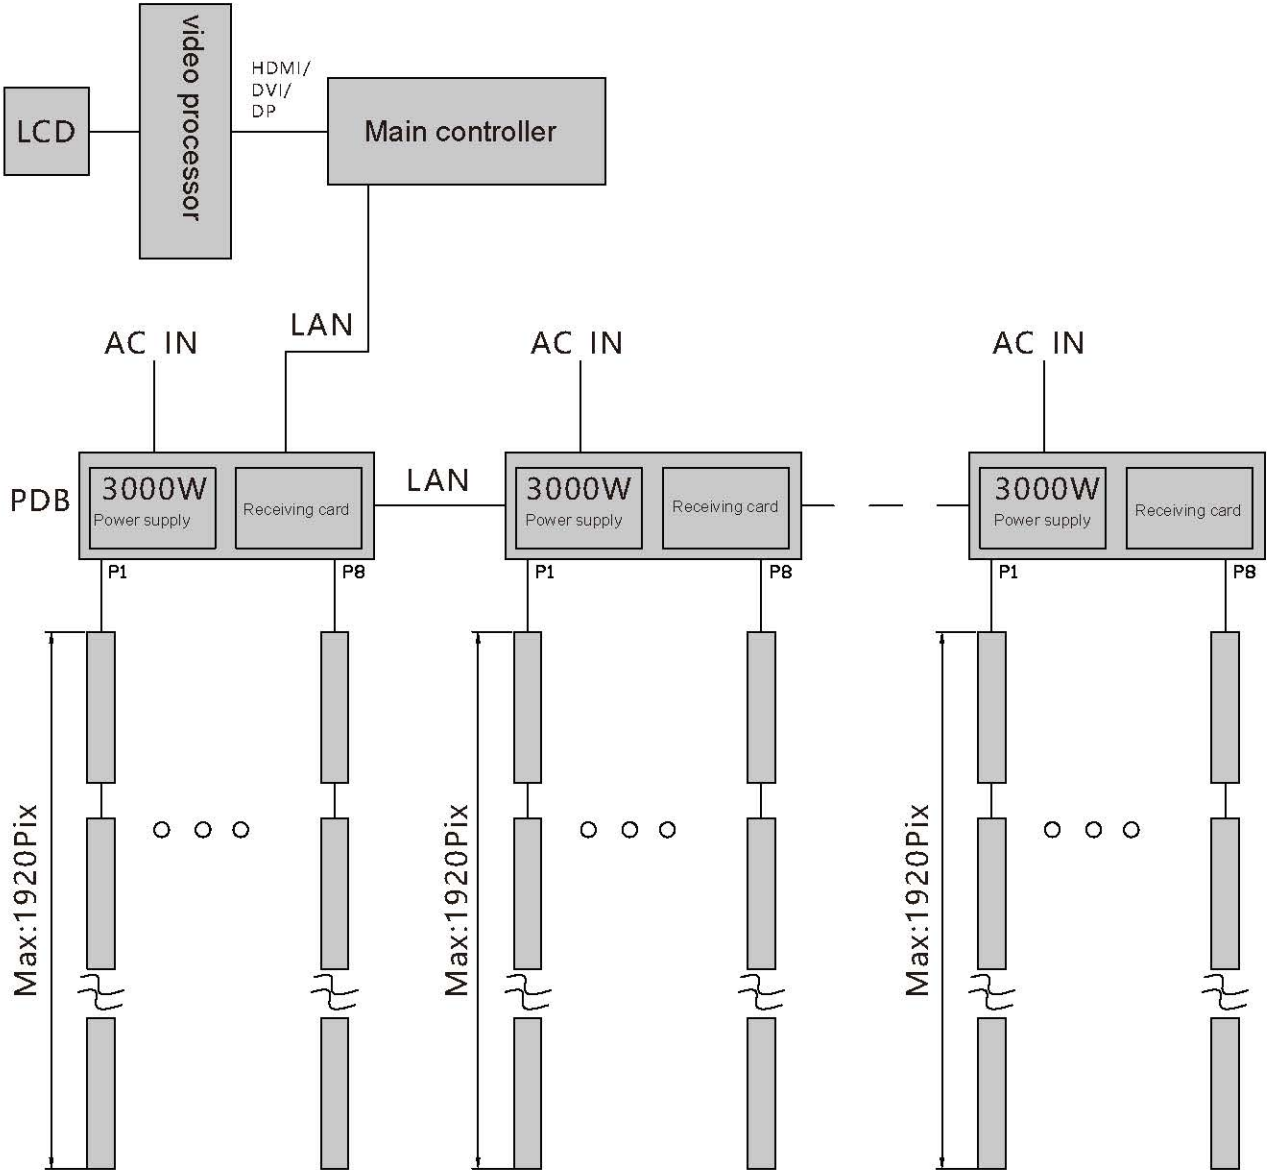 video processor
HDMI/
DVI/
DP
LCD
Main controller
LAN
AC IN
AC IN
AC IN
PDB
3000W
Power supply
Receiving card
LAN
3000W
Power supply
Receiving card
3000W
Power supply
Receiving card
P1
P8
P1
P8
P1
P8
Max:1920Pix
Max:1920Pix
Max:1920Pix